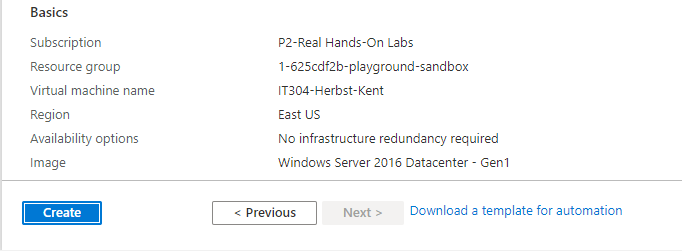 Basics
Subscription P2-Real Hands-On Labs
Resource group 1-625cdf2b-playground-sandbox
Virtual machine name IT304-Herbst-Kent
Region East US
Availability options No infrastructure redundancy required
Image Windows Server 2016 Datacenter - Gen1
Create < Previous Next > Download a template for automation